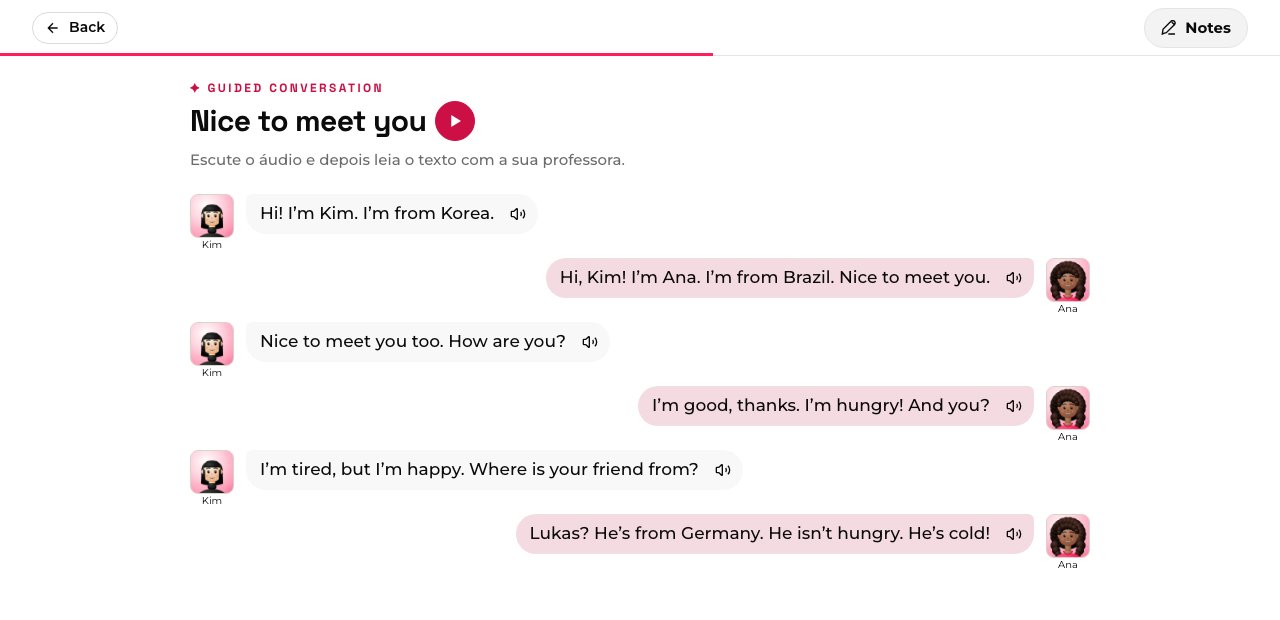 Back
Notes
GUIDED CONVERSATION
Nice to meet you
Escute o áudio e depois leia o texto com a sua professora.
Hi! I’m Kim. I’m from Korea.
Kim
Hi, Kim! I’m Ana. I’m from Brazil. Nice to meet you.
Ana
Nice to meet you too. How are you?
Kim
I’m good, thanks. I’m hungry! And you?
Ana
I’m tired, but I’m happy. Where is your friend from?
Kim
Lukas? He’s from Germany. He isn’t hungry. He’s cold!
Ana